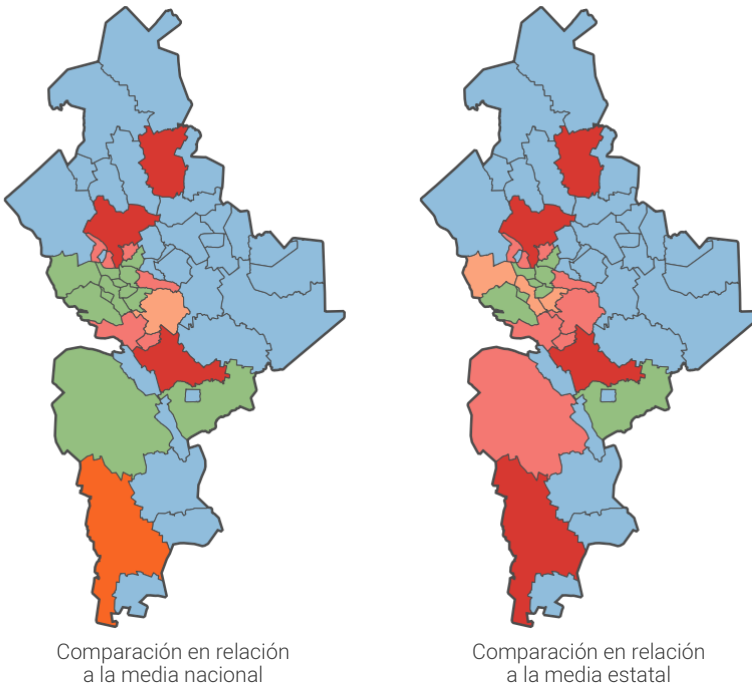 Comparación en relación
a la media nacional
Comparación en relación
a la media estatal